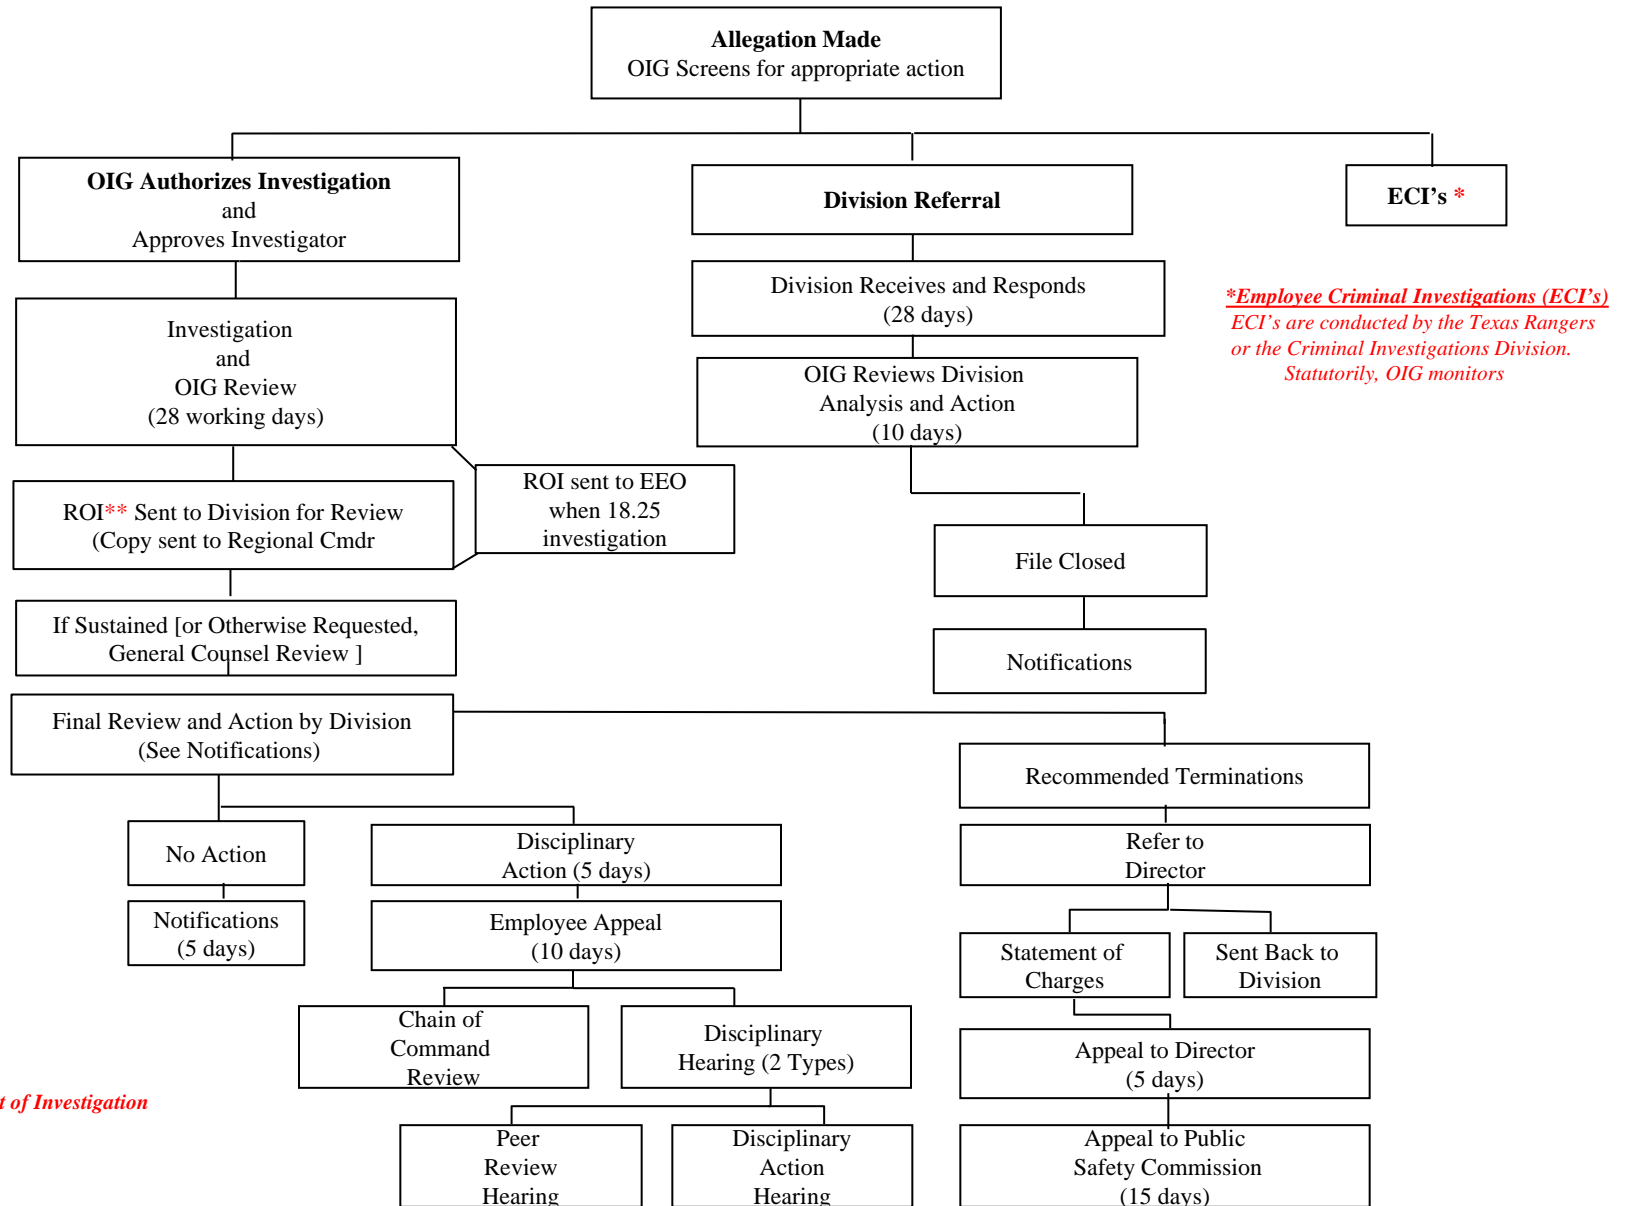 Allegation Made
OIG Screens for appropriate action
OIG Authorizes Investigation
and
Approves Investigator
Division Referral
ECI’s *
Investigation
and
OIG Review
(28 working days)
Division Receives and Responds
(28 days)
*Employee Criminal Investigations (ECI’s)
ECI’s are conducted by the Texas Rangers
or the Criminal Investigations Division.
Statutorily, OIG monitors
OIG Reviews Division
Analysis and Action
(10 days)
ROI** Sent to Division for Review
(Copy sent to Regional Cmdr
ROI sent to EEO
when 18.25
investigation
File Closed
If Sustained [or Otherwise Requested,
General Counsel Review ]
Notifications
Final Review and Action by Division
(See Notifications)
Recommended Terminations
No Action
Disciplinary
Action (5 days)
Refer to
Director
Notifications
(5 days)
Employee Appeal
(10 days)
Statement of
Charges
Sent Back to
Division
Chain of
Command
Review
Disciplinary
Hearing (2 Types)
Appeal to Director
(5 days)
t of Investigation
Peer
Review
Hearing
Disciplinary
Action
Hearing
Appeal to Public
Safety Commission
(15 days)